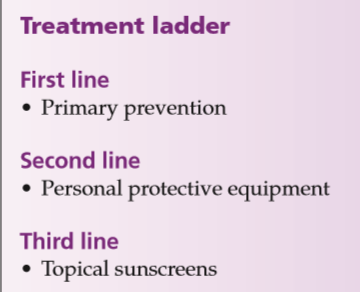 Treatment ladder
First line
• Primary prevention
Second line
• Personal protective equipment
Third line
• Topical sunscreens